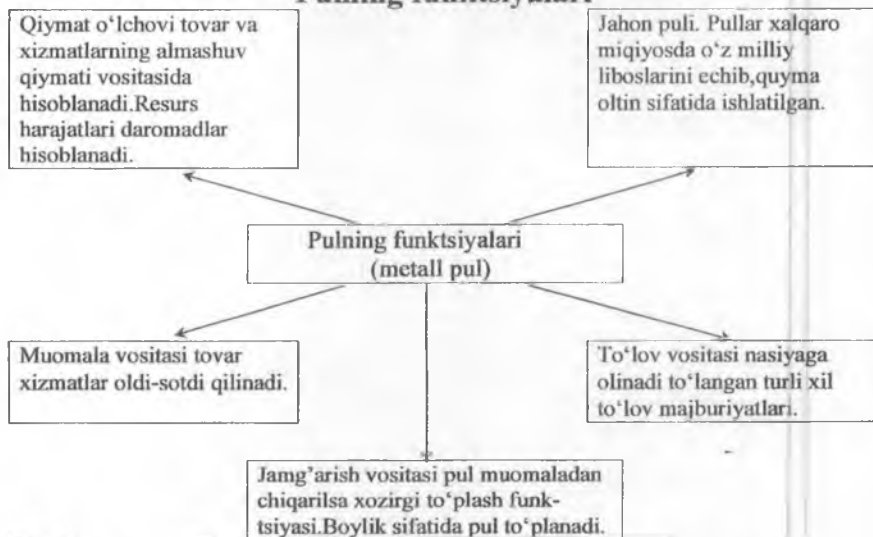 Pulning funktsiyalari
Qiymat o‘lchovi tovar va
xizmatlarning almashuv
qiymati vositasida
hisoblanadi.Resurs
harajatlari daromadlar
hisoblanadi.
Jahon puli. Pullar xalqaro
miqiyosda o‘z milliy
liboslarini echib,quyma
oltin sifatida ishlatilgan.
Pulning funktsiyalari
(metall pul)
Muomala vositasi tovar
xizmatlar oldi-sotdi qilinadi.
To‘lov vositasi nasiyaga
olinadi to‘langan turli xil
to‘lov majburiyatlari.
Jamg’arish vositasi pul muomaladan
chiqarilsa xozirgi to‘plash funk-
tsiyasi.Boylik sifatida pul to‘planadi.